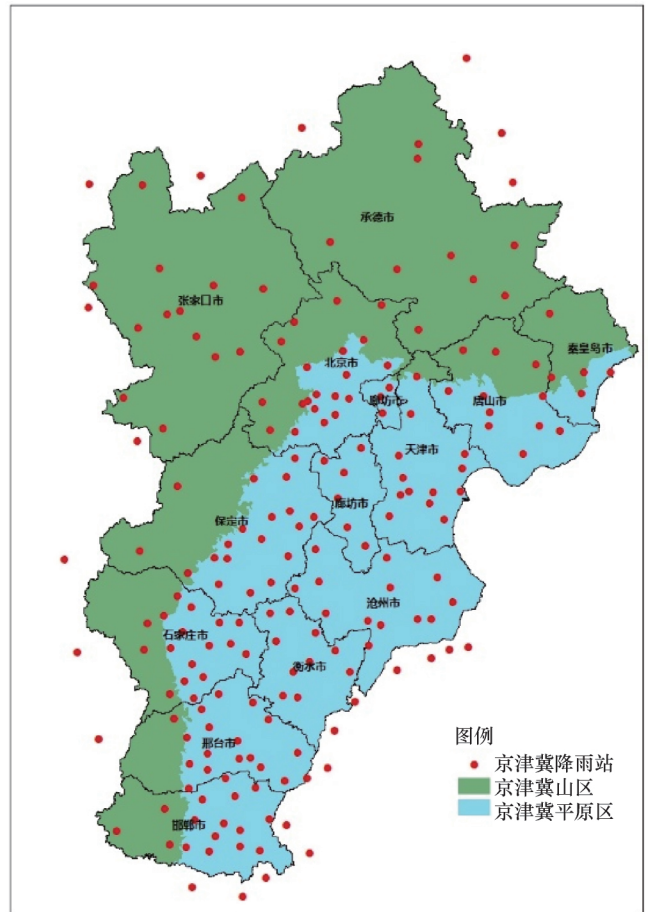 承德市
张家口市
秦皇岛市
北京市
廊坊市
唐山市
天津市
廊坊市
保定市
沧州市
石家庄市
衡水市
邢台市
邯郸市
图例
京津冀降雨站
京津冀山区
京津冀平原区